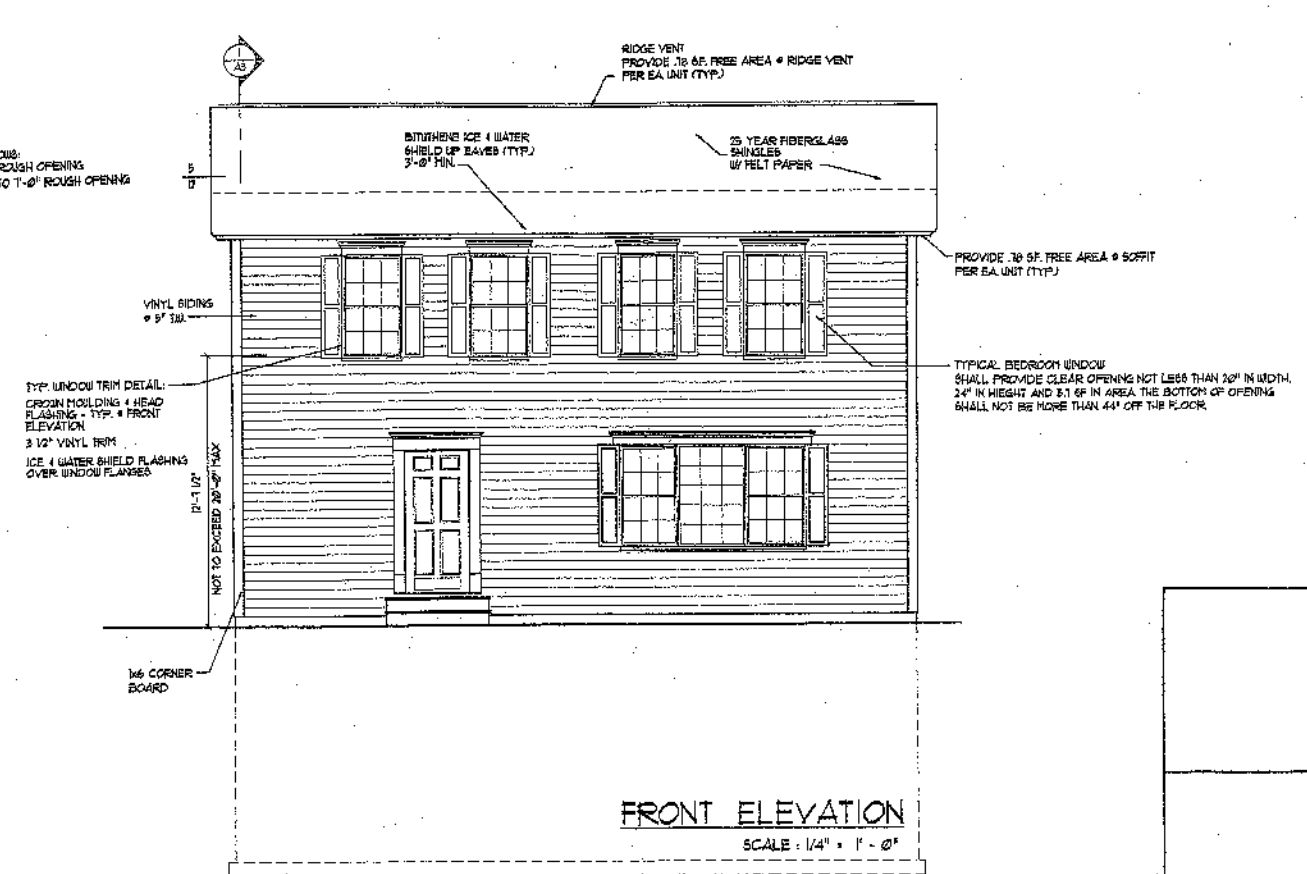 1
A3
RIDGE VENT
PROVIDE .78 SF. FREE AREA @ RIDGE VENT
PER EA UNIT (TYP.)
ROUGH OPENING
TO 7'-0" ROUGH OPENING
5
12
BITUTHENE ICE & WATER
SHIELD UP EAVES (TYP.)
3'-0" MIN.
25 YEAR FIBERGLASS
SHINGLES
W/ FELT PAPER
PROVIDE .78 SF. FREE AREA @ SOFFIT
PER EA. UNIT (TYP.)
VINYL SIDING
@ 5" T.W.
TYP. WINDOW TRIM DETAIL:
CROWN MOULDING & HEAD
FLASHING - TYP. @ FRONT
ELEVATION
3 1/2" VINYL TRIM
ICE & WATER SHIELD FLASHING
OVER WINDOW FLANGES
TYPICAL BEDROOM WINDOW
SHALL PROVIDE CLEAR OPENING NOT LESS THAN 20" IN WIDTH,
24" IN HIEGHT AND 5.7 SF IN AREA THE BOTTOM OF OPENING
SHALL NOT BE MORE THAN 44" OFF THE FLOOR.
12'-7 1/2"
NOT TO EXCEED 20'-0" MAX
1x6 CORNER
BOARD
FRONT ELEVATION
SCALE : 1/4" = 1' - 0"